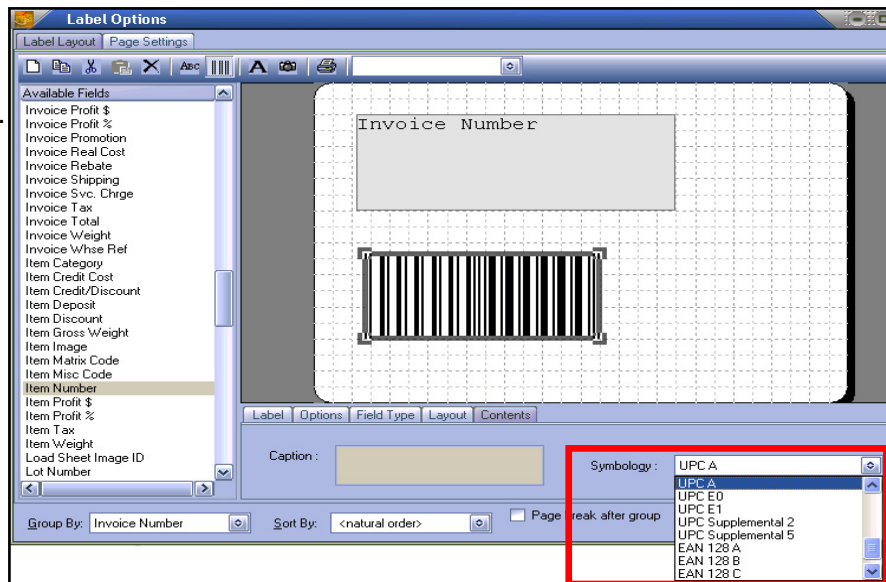 Label Options
Label Layout Page Settings
ABC A
Available Fields
Invoice Profit $
Invoice Profit %
Invoice Promotion
Invoice Real Cost
Invoice Rebate
Invoice Shipping
Invoice Svc. Chrge
Invoice Tax
Invoice Total
Invoice Weight
Invoice Whse Ref
Item Category
Item Credit Cost
Item Credit/Discount
Item Deposit
Item Discount
Item Gross Weight
Item Image
Item Matrix Code
Item Misc Code
Item Number
Item Profit $
Item Profit %
Item Tax
Item Weight
Load Sheet Image ID
Lot Number
Invoice Number
Label Options Field Type Layout Contents
Caption :
Symbology : UPC A
UPC A
UPC E0
UPC E1
UPC Supplemental 2
UPC Supplemental 5
EAN 128 A
EAN 128 B
EAN 128 C
Group By: Invoice Number Sort By: <natural order> Page break after group